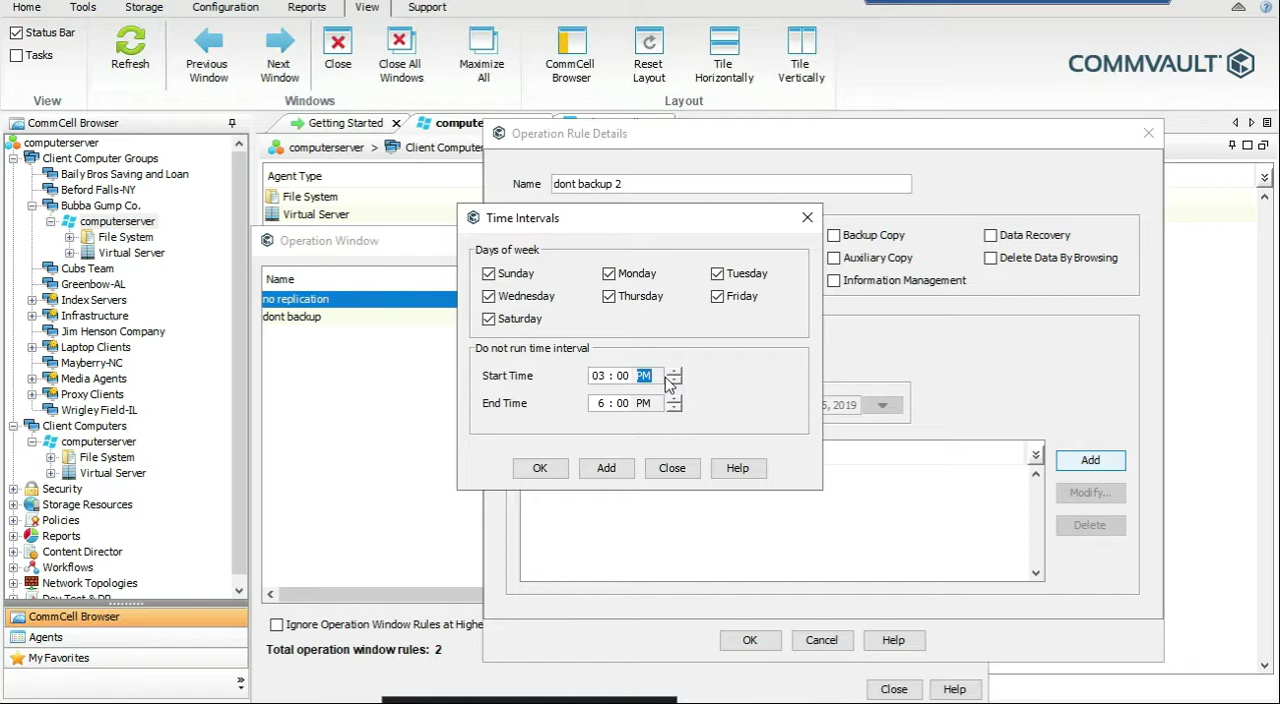 Home Tools Storage Configuration Reports View Support
Status Bar
Tasks
Refresh
Previous Window
Next Window
Close
Close All Windows
Maximize All
CommCell Browser
Reset Layout
Tile Horizontally
Tile Vertically
View Windows Layout
COMMVAULT
CommCell Browser
computerserver
Client Computer Groups
Baily Bros Saving and Loan
Beford Falls-NY
Bubba Gump Co.
computerserver
File System
Virtual Server
Cubs Team
Greenbow-AL
Index Servers
Infrastructure
Jim Henson Company
Laptop Clients
Mayberry-NC
Media Agents
Proxy Clients
Wrigley Field-IL
Client Computers
computerserver
File System
Virtual Server
Security
Storage Resources
Policies
Reports
Content Director
Workflows
Network Topologies
CommCell Browser
Agents
My Favorites
Getting Started
compute
computerserver > Client Compute
Agent Type
File System
Virtual Server
Operation Window
Name
no replication
dont backup
Ignore Operation Window Rules at Highe
Total operation window rules: 2
Close Help
Operation Rule Details
Name dont backup 2
Backup Copy Data Recovery
Auxiliary Copy Delete Data By Browsing
Information Management
5, 2019
Add
Modify...
Delete
OK Cancel Help
Time Intervals
Days of week
Sunday Monday Tuesday
Wednesday Thursday Friday
Saturday
Do not run time interval
Start Time 03 : 00 PM
End Time 6 : 00 PM
OK Add Close Help